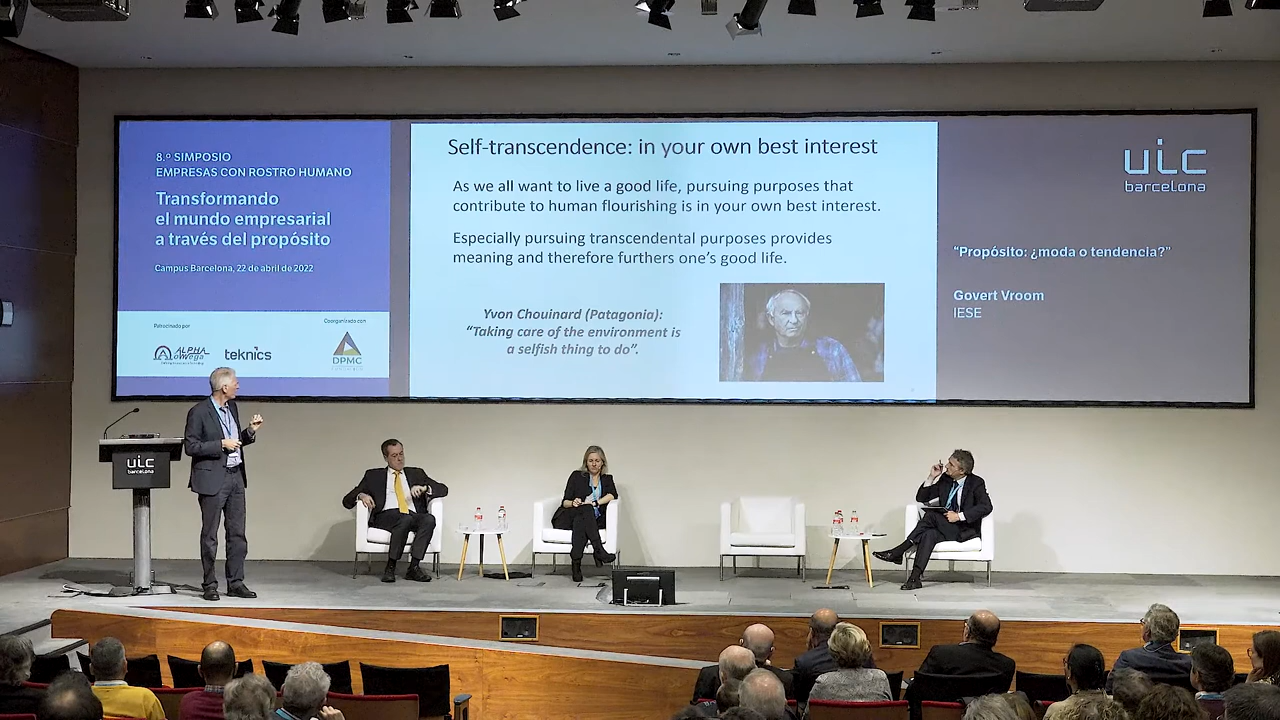 8.º SIMPOSIO
EMPRESAS CON ROSTRO HUMANO
Transformando
el mundo empresarial
a través del propósito
Campus Barcelona, 22 de abril de 2022
Patrocinado por
Coorganizado con
ALPHA
OMEGA
teknics
DPMC
Self-transcendence: in your own best interest
As we all want to live a good life, pursuing purposes that
contribute to human flourishing is in your own best interest.
Especially pursuing transcendental purposes provides
meaning and therefore furthers one’s good life.
Yvon Chouinard (Patagonia):
“Taking care of the environment is
a selfish thing to do”.
uic
barcelona
“Propósito: ¿moda o tendencia?”
Govert Vroom
IESE
uic
barcelona